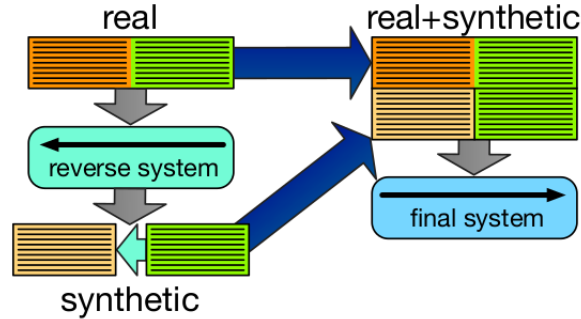 real
real+synthetic
reverse system
final system
synthetic